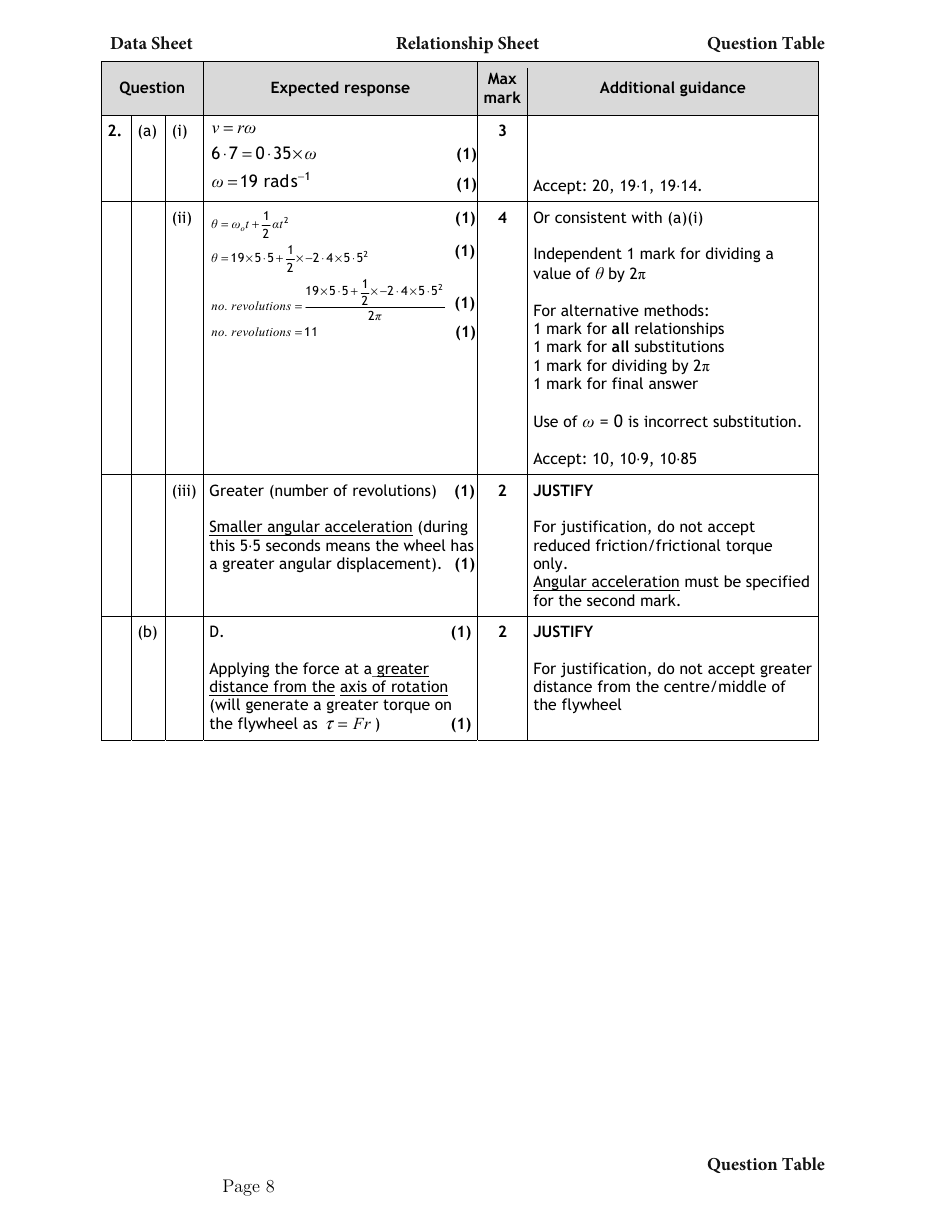 Data Sheet Relationship Sheet Question Table
Question Expected response Max mark Additional guidance
2. (a) (i) v = rω 3
6·7 = 0·35×ω (1)
ω = 19 rads⁻¹ (1) Accept: 20, 19·1, 19·14.
(ii) θ = ωₒt + 1/2 αt² (1) 4 Or consistent with (a)(i)
θ = 19×5·5 + 1/2 ×−2·4×5·5² (1)
no. revolutions = (19×5·5 + 1/2 ×−2·4×5·5²) / 2π (1)
no. revolutions = 11 (1)
Independent 1 mark for dividing a
value of θ by 2π
For alternative methods:
1 mark for all relationships
1 mark for all substitutions
1 mark for dividing by 2π
1 mark for final answer
Use of ω = 0 is incorrect substitution.
Accept: 10, 10·9, 10·85
(iii) Greater (number of revolutions) (1) 2 JUSTIFY
Smaller angular acceleration (during
this 5·5 seconds means the wheel has
a greater angular displacement). (1)
For justification, do not accept
reduced friction/frictional torque
only.
Angular acceleration must be specified
for the second mark.
(b) D. (1) 2 JUSTIFY
Applying the force at a greater
distance from the axis of rotation
(will generate a greater torque on
the flywheel as τ = Fr ) (1)
For justification, do not accept greater
distance from the centre/middle of
the flywheel
Question Table
Page 8